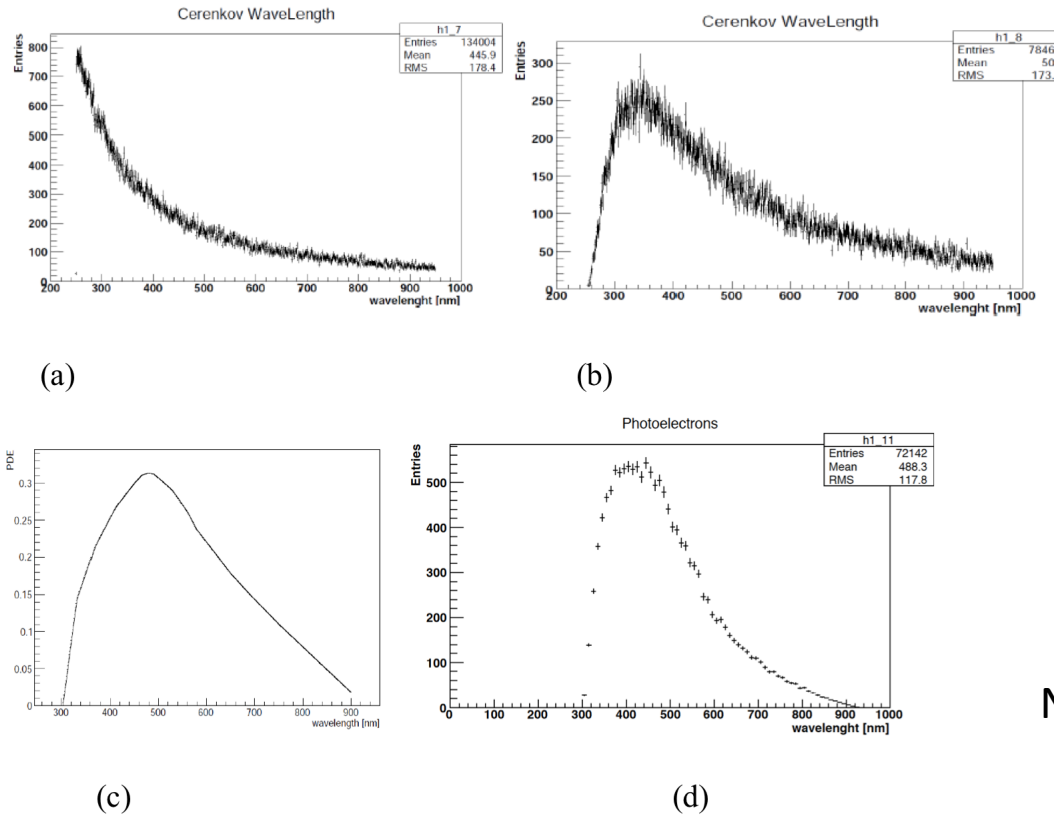 Cerenkov WaveLength
h1_7
Entries 134004
Mean 445.9
RMS 178.4
Entries
800
700
600
500
400
300
200
100
0
200 300 400 500 600 700 800 900 1000
wavelenght [nm]
(a)
Cerenkov WaveLength
h1_8
Entries 7846
Mean 50
RMS 173.
Entries
300
250
200
150
100
50
0
200 300 400 500 600 700 800 900 1000
wavelenght [nm]
(b)
PDE
0.3
0.25
0.2
0.15
0.1
0.05
0
300 400 500 600 700 800 900
wavelength [nm]
(c)
Photoelectrons
h1_11
Entries 72142
Mean 488.3
RMS 117.8
Entries
500
400
300
200
100
0
0 100 200 300 400 500 600 700 800 900 1000
wavelenght [nm]
(d)